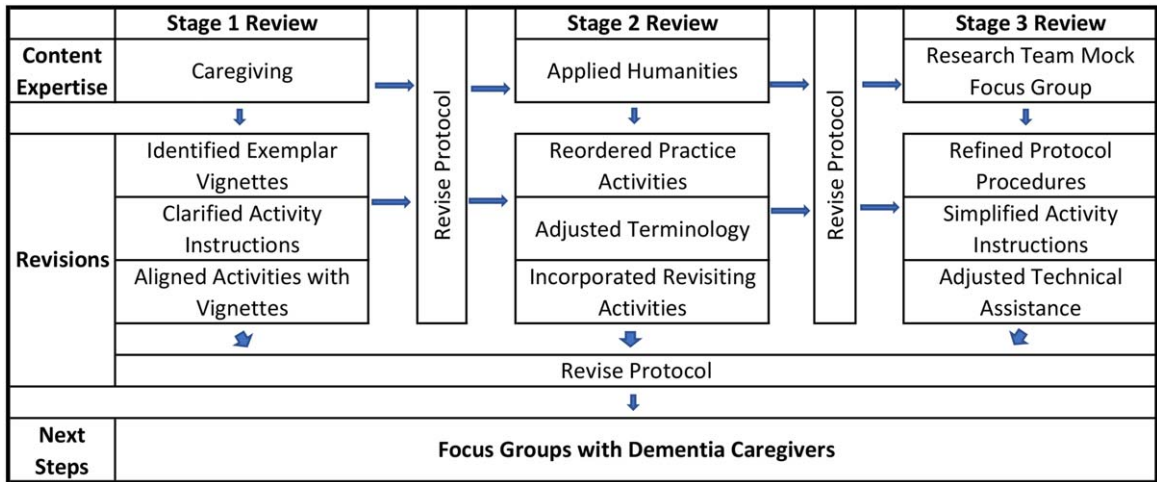 Stage 1 Review
Stage 2 Review
Stage 3 Review
Content
Expertise
Caregiving
Revise Protocol
Applied Humanities
Revise Protocol
Research Team Mock
Focus Group
Revisions
Identified Exemplar
Vignettes
Clarified Activity
Instructions
Aligned Activities with
Vignettes
Reordered Practice
Activities
Adjusted Terminology
Incorporated Revisiting
Activities
Refined Protocol
Procedures
Simplified Activity
Instructions
Adjusted Technical
Assistance
Revise Protocol
Next
Steps
Focus Groups with Dementia Caregivers